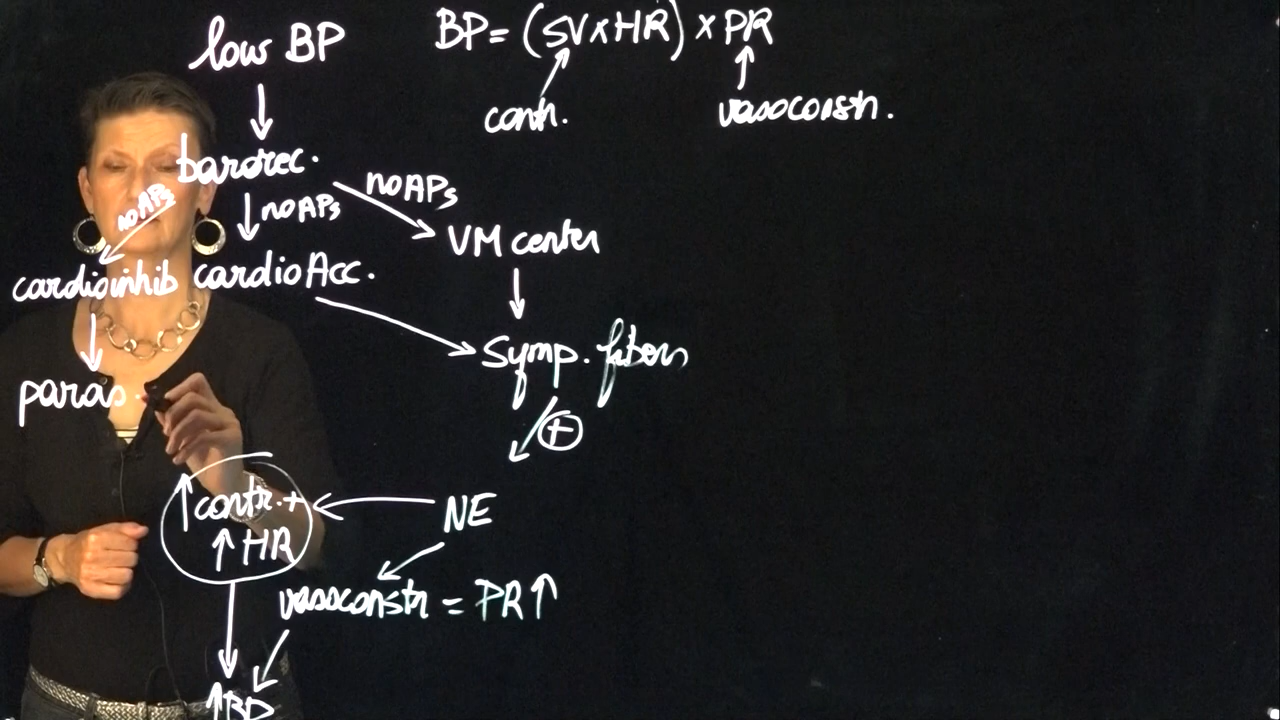 low BP
BP = (SV x HR) x PR
contr.
vasoconstr.
barorec.
no APs
no APs
no APs
VM center
cardioinhib
cardioAcc.
symp. fibers
paras.
+
↑ contr. +
↑ HR
NE
vasoconstr = PR ↑
↑ BP